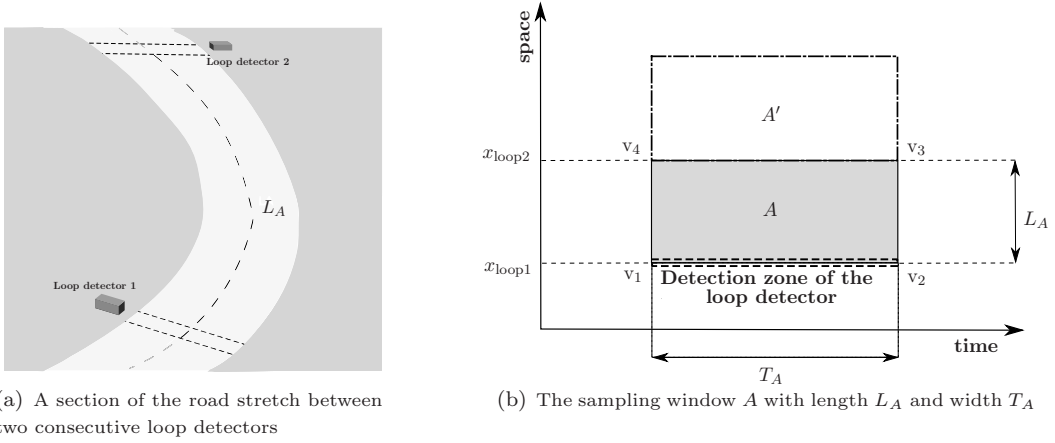 Loop detector 2
L_A
Loop detector 1
(a) A section of the road stretch between
two consecutive loop detectors
space
A′
x_loop2
v_4
v_3
A
L_A
x_loop1
v_1
v_2
Detection zone of the
loop detector
time
T_A
(b) The sampling window A with length L_A and width T_A